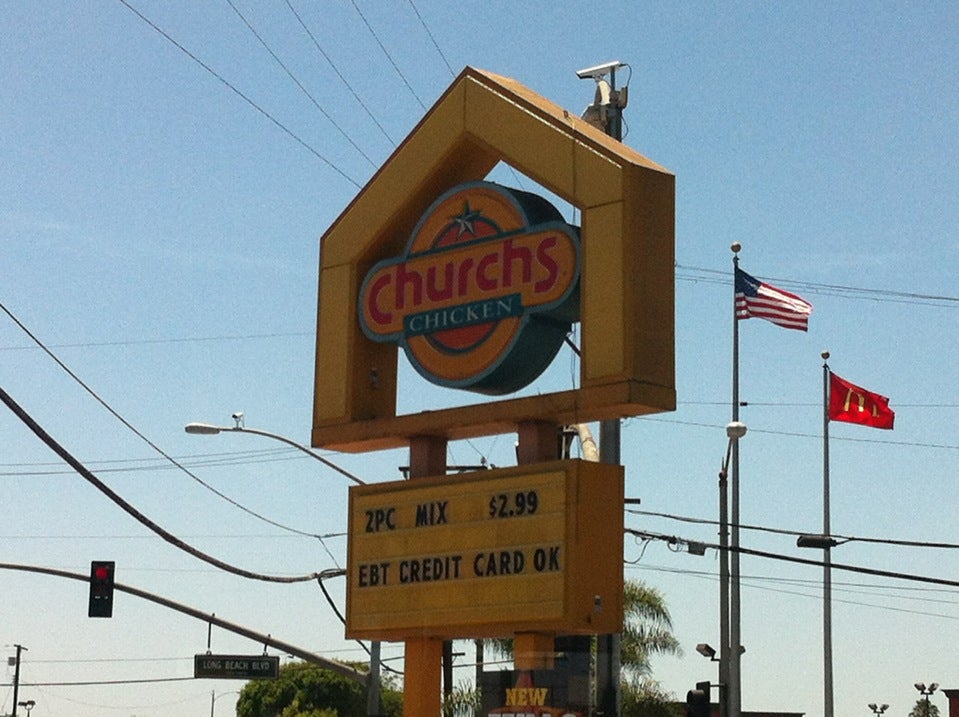 Churchs
CHICKEN
2PC MIX $2.99
EBT CREDIT CARD OK
LONG BEACH BLVD
NEW